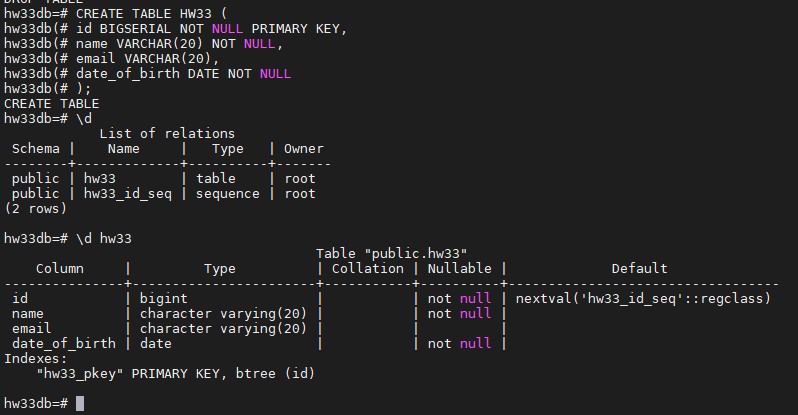 DROP TABLE
hw33db=# CREATE TABLE HW33 (
hw33db(# id BIGSERIAL NOT NULL PRIMARY KEY,
hw33db(# name VARCHAR(20) NOT NULL,
hw33db(# email VARCHAR(20),
hw33db(# date_of_birth DATE NOT NULL
hw33db(# );
CREATE TABLE
hw33db=# \d
            List of relations
 Schema |    Name     |   Type   | Owner
--------+-------------+----------+-------
 public | hw33        | table    | root
 public | hw33_id_seq | sequence | root
(2 rows)
hw33db=# \d hw33
                                       Table "public.hw33"
    Column     |         Type          | Collation | Nullable |             Default
---------------+-----------------------+-----------+----------+----------------------------------
 id            | bigint                |           | not null | nextval('hw33_id_seq'::regclass)
 name          | character varying(20) |           | not null |
 email         | character varying(20) |           |          |
 date_of_birth | date                  |           | not null |
Indexes:
    "hw33_pkey" PRIMARY KEY, btree (id)
hw33db=#